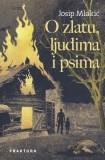 Josip Mlakić
O zlatu,
ljudima
i psima
FRAKTURA